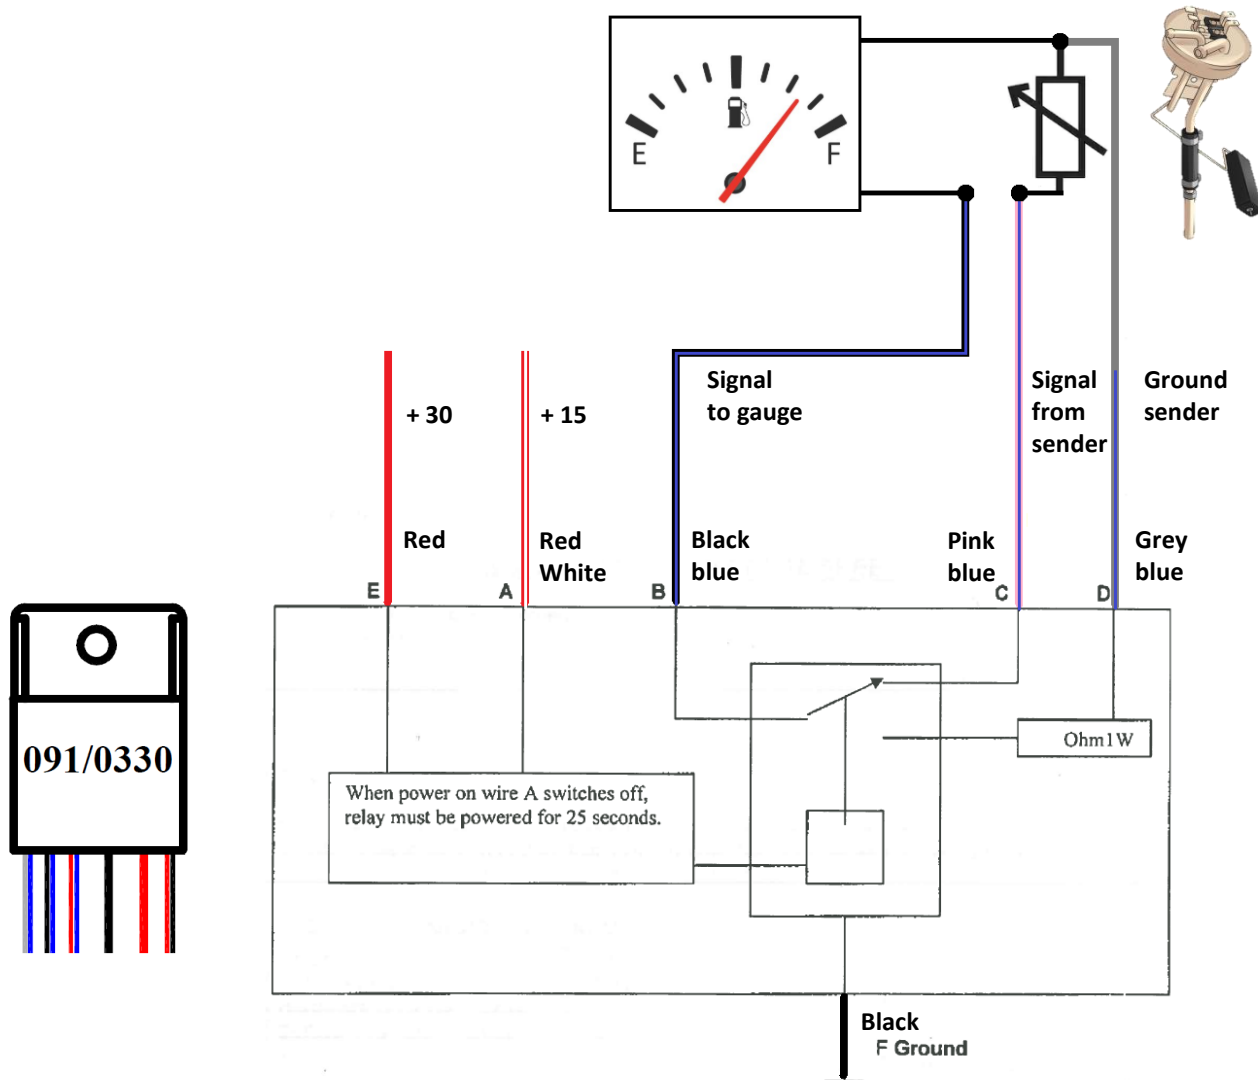 E
F
Signal
to gauge
Signal
from
sender
Ground
sender
+ 30
+ 15
Red
Red
White
Black
blue
Pink
blue
Grey
blue
E
A
B
C
D
091/0330
Ohm1W
When power on wire A switches off,
relay must be powered for 25 seconds.
Black
F Ground